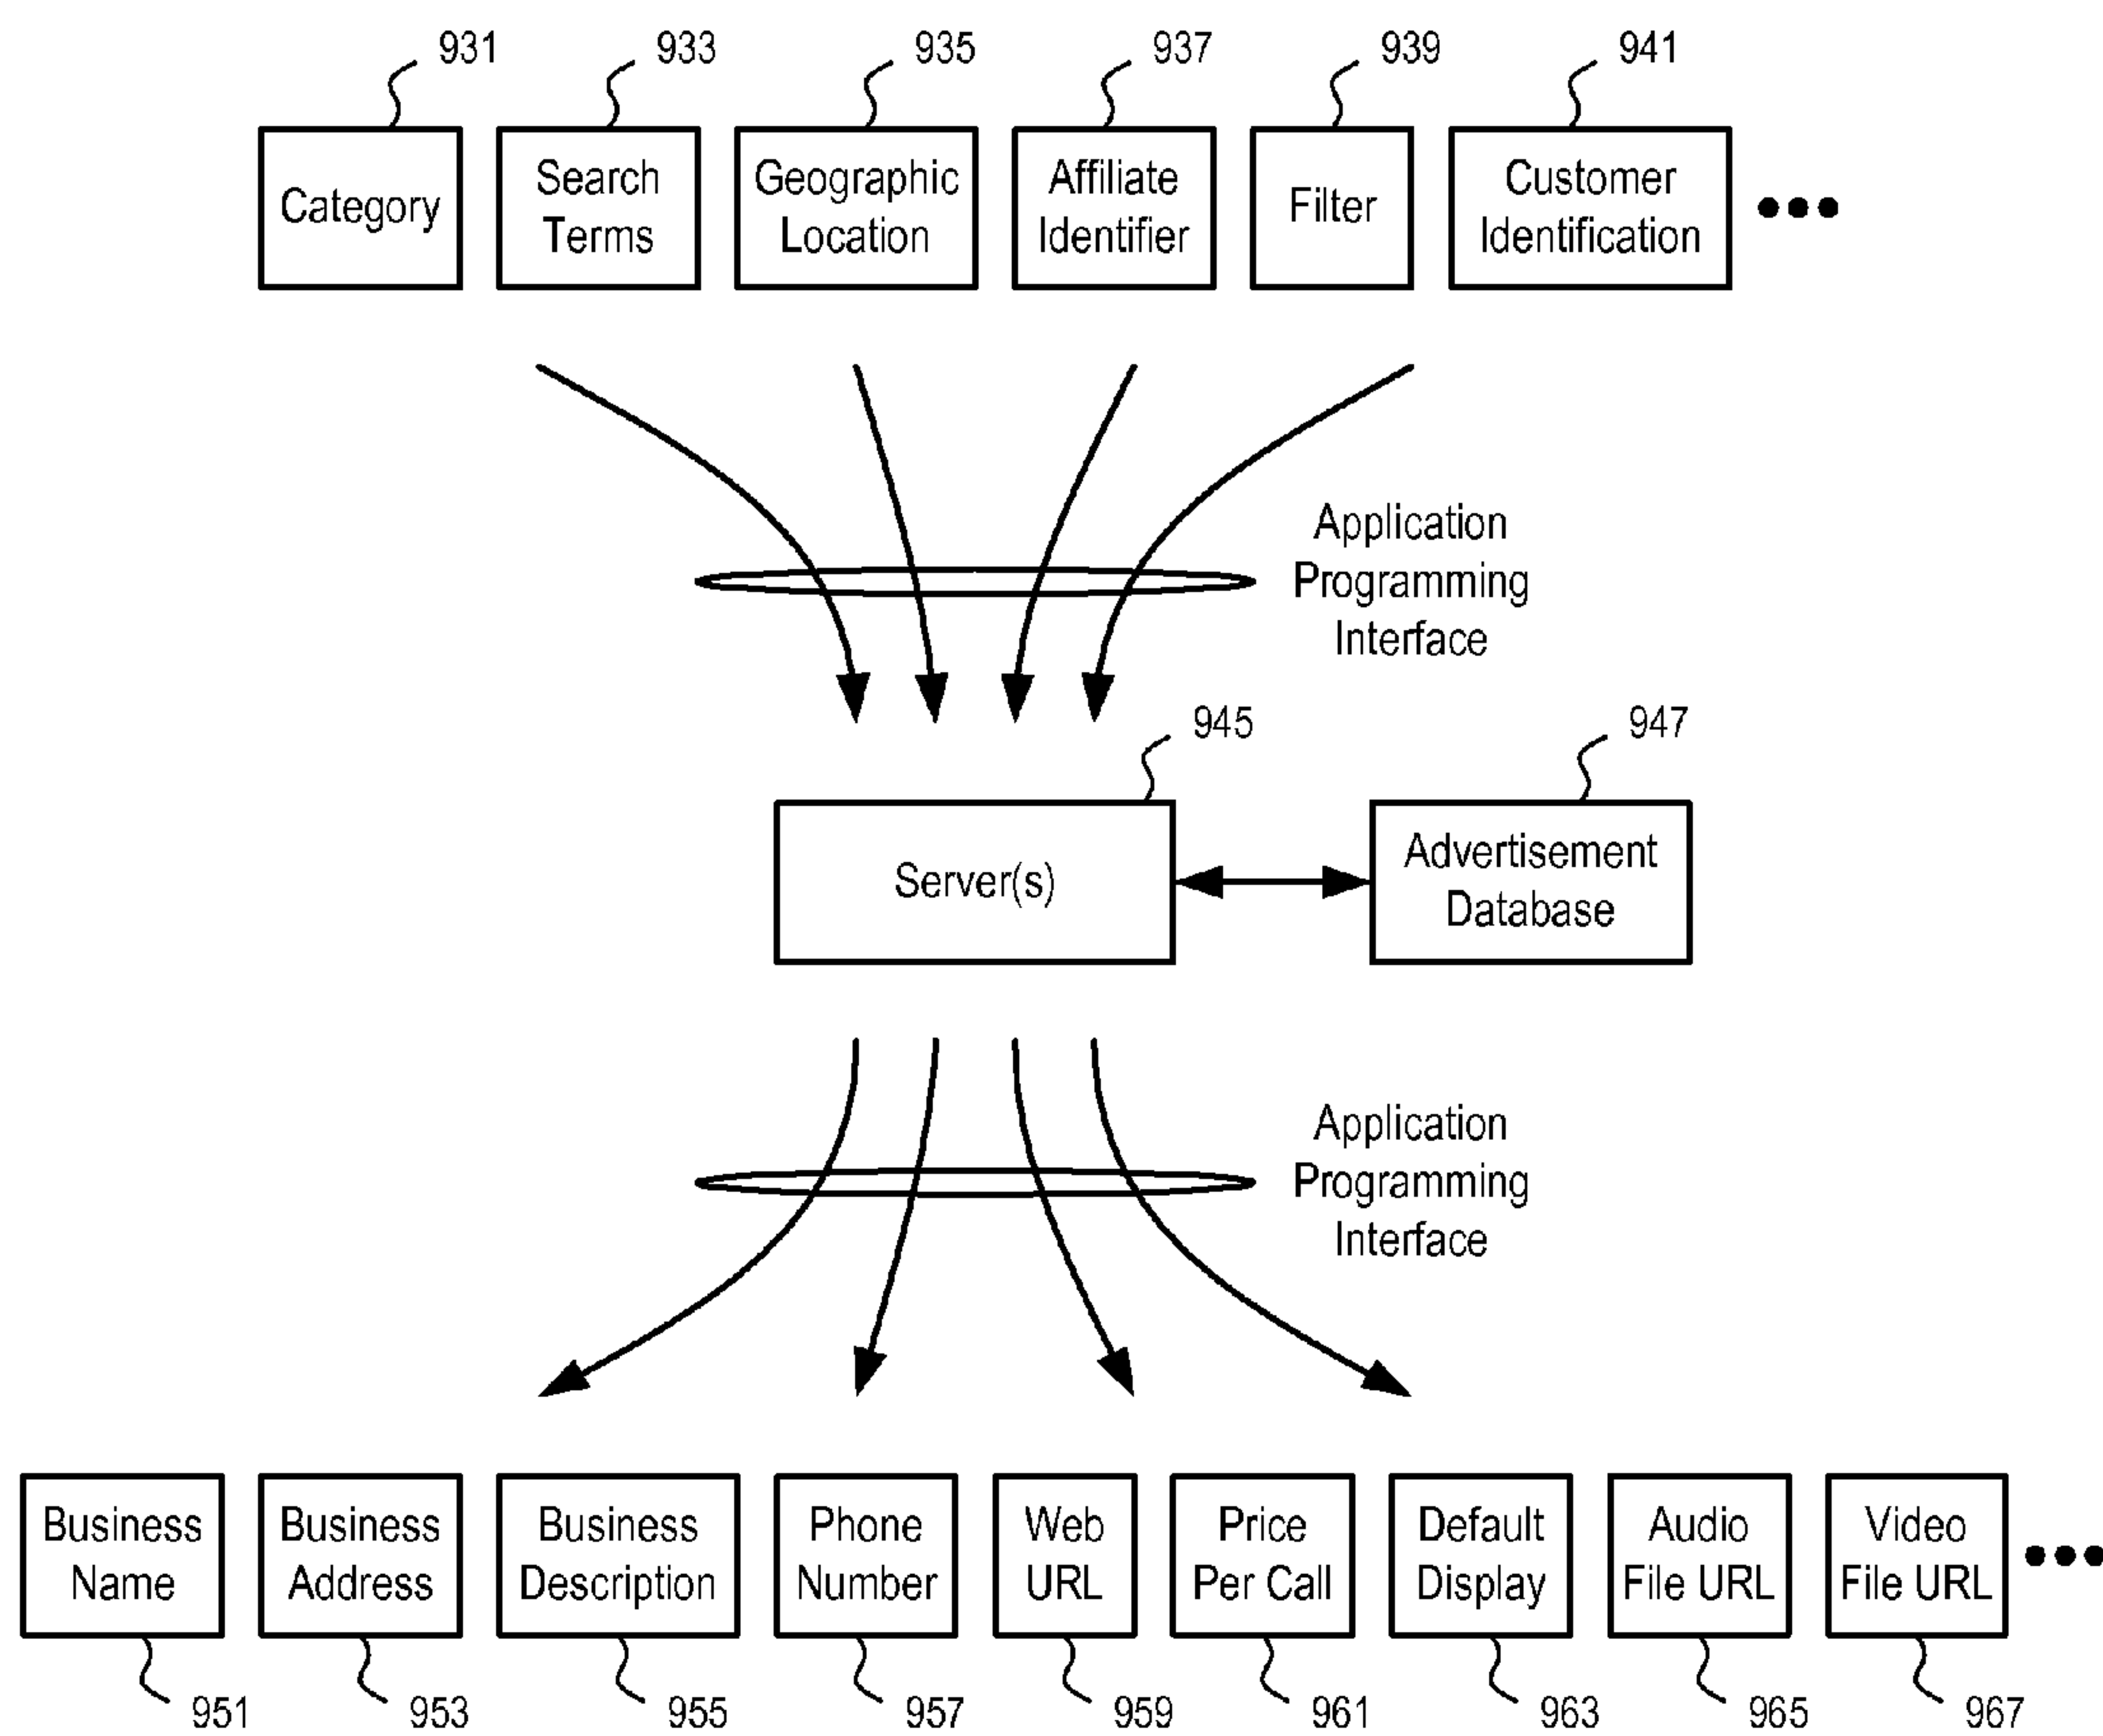 931
933
935
937
939
941
Category
Search
Terms
Geographic
Location
Affiliate
Identifier
Filter
Customer
Identification
Application
Programming
Interface
945
947
Server(s)
Advertisement
Database
Application
Programming
Interface
Business
Name
Business
Address
Business
Description
Phone
Number
Web
URL
Price
Per Call
Default
Display
Audio
File URL
Video
File URL
951
953
955
957
959
961
963
965
967